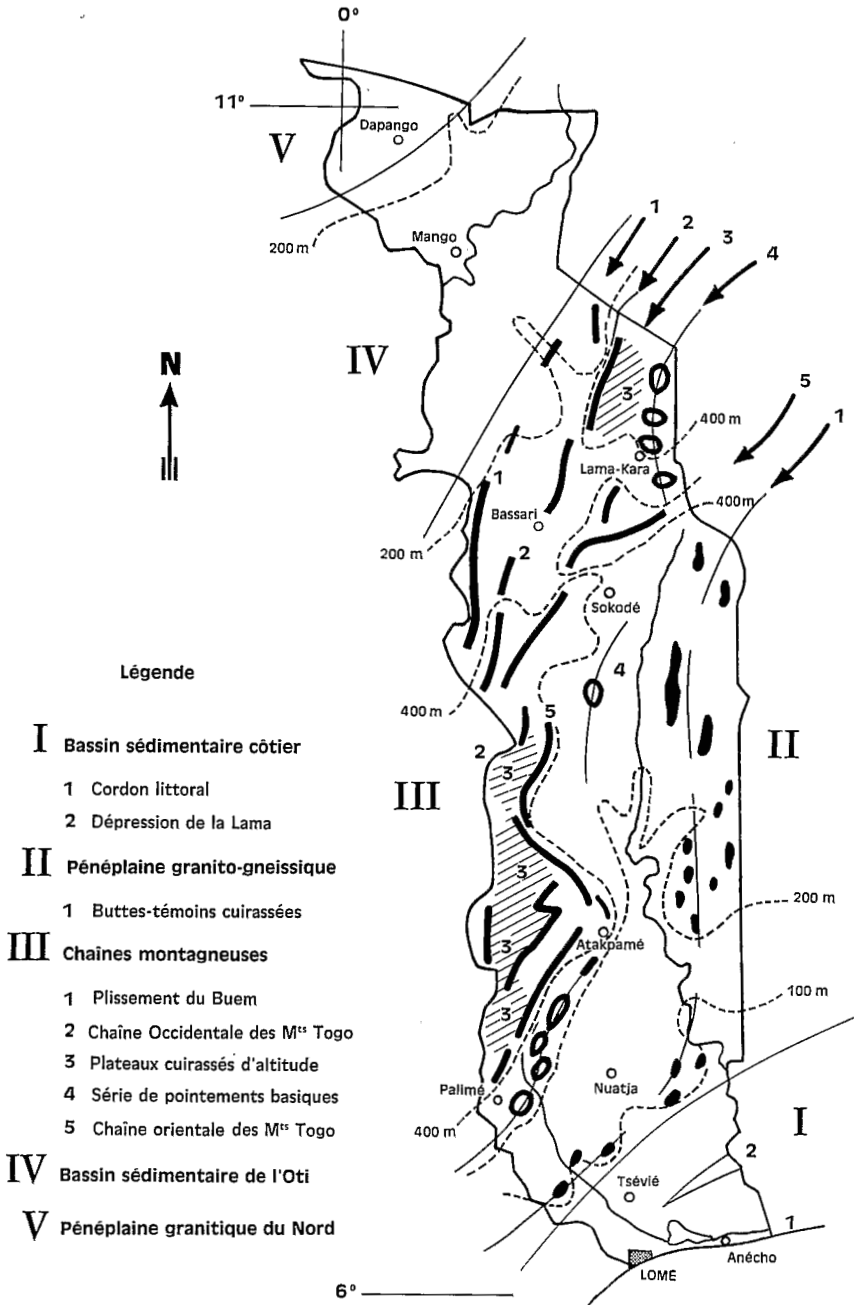 0°
11°
Dapango
V
200 m
Mango
1
2
3
4
IV
N
3
5
1
400 m
Lama-Kara
400m
1
Bassari
200 m
2
Sokodé
4
400 m
5
2
3
II
III
3
200 m
Atakpamé
3
100 m
3
Nuatja
Palimé
400 m
I
2
Tsévié
1
Anécho
LOMÉ
6°
Légende
I Bassin sédimentaire côtier
1 Cordon littoral
2 Dépression de la Lama
II Pénéplaine granito-gneissique
1 Buttes-témoins cuirassées
III Chaînes montagneuses
1 Plissement du Buem
2 Chaîne Occidentale des Mts Togo
3 Plateaux cuirassés d'altitude
4 Série de pointements basiques
5 Chaîne orientale des Mts Togo
IV Bassin sédimentaire de l'Oti
V Pénéplaine granitique du Nord